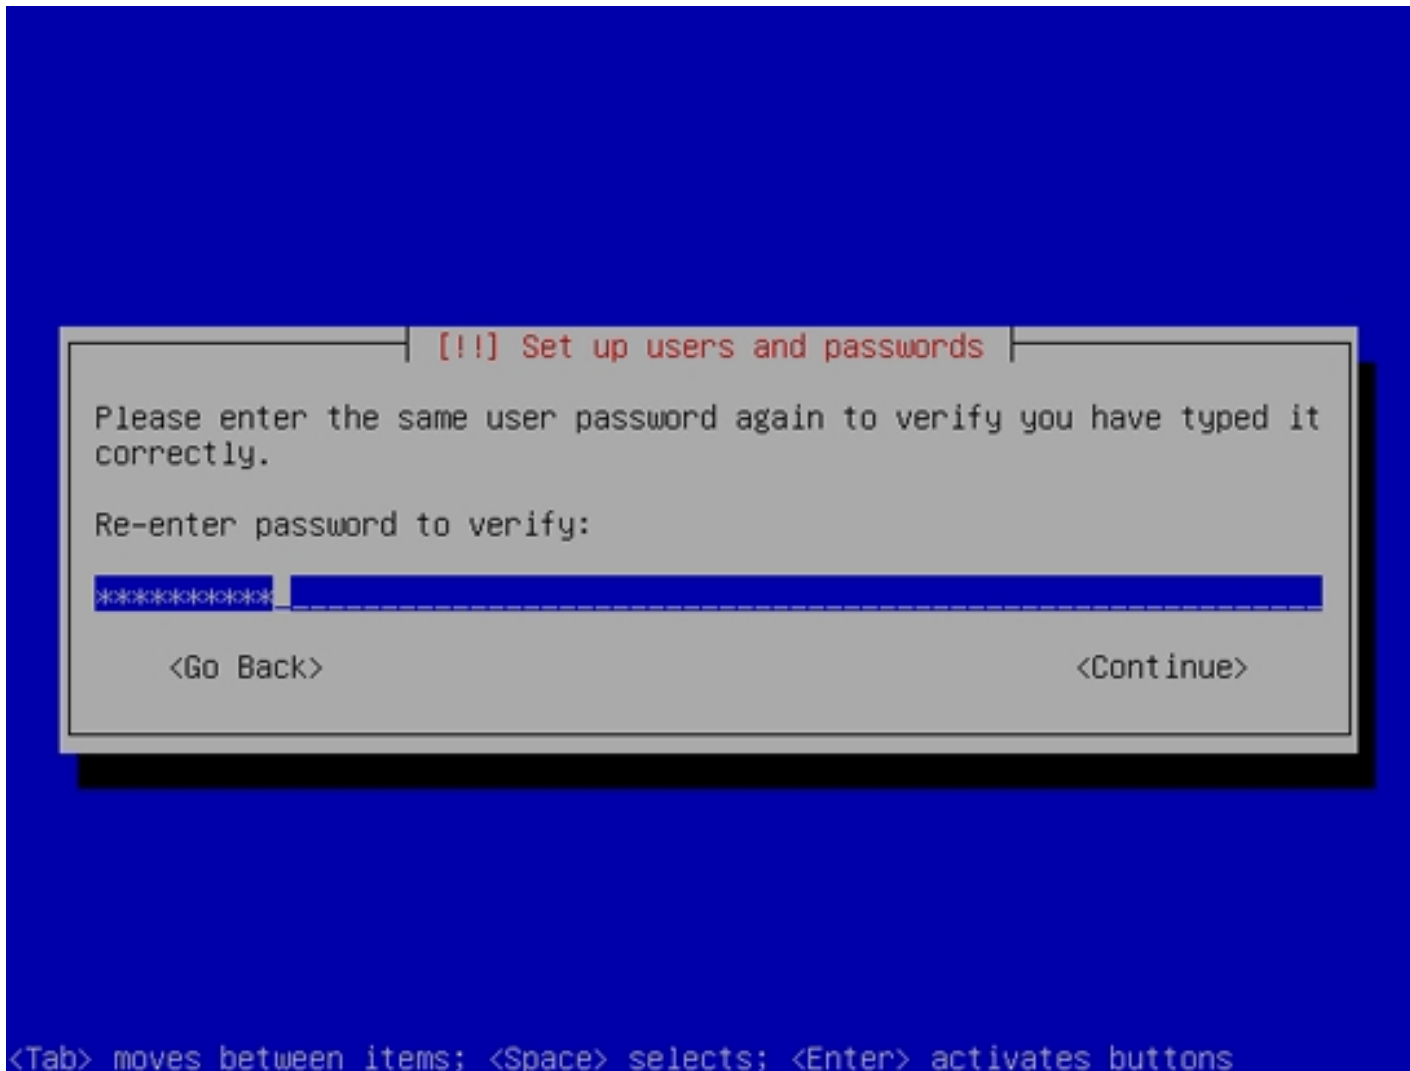 [!!] Set up users and passwords
Please enter the same user password again to verify you have typed it
correctly.
Re-enter password to verify:
**********
<Go Back> <Continue>
<Tab> moves between items; <Space> selects; <Enter> activates buttons